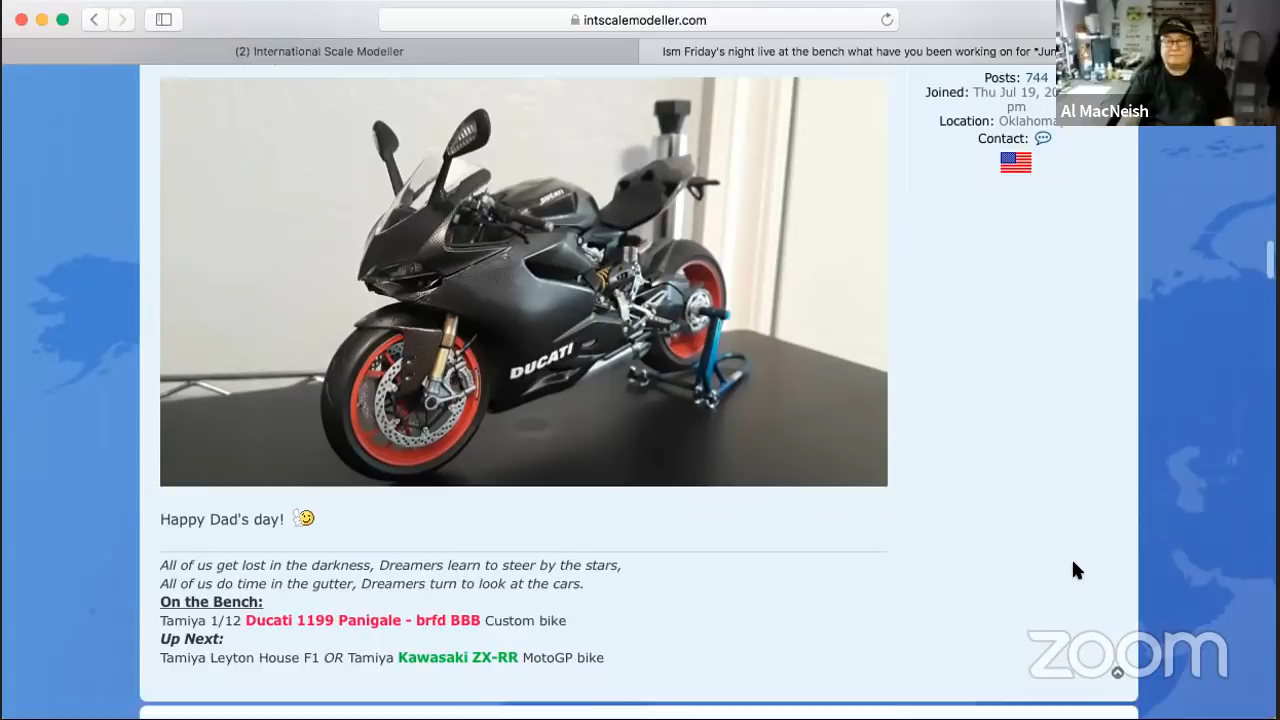 intscalemodeller.com
(2) International Scale Modeller
Ism Friday's night live at the bench what have you been working on for "Jun
Posts: 744
Joined: Thu Jul 19, 20
pm
Location: Oklahoma
Contact:
Al MacNeish
DUCATI
DUCATI
Happy Dad's day!
All of us get lost in the darkness, Dreamers learn to steer by the stars,
All of us do time in the gutter, Dreamers turn to look at the cars.
On the Bench:
Tamiya 1/12 Ducati 1199 Panigale - brfd BBB Custom bike
Up Next:
Tamiya Leyton House F1 OR Tamiya Kawasaki ZX-RR MotoGP bike
zoom